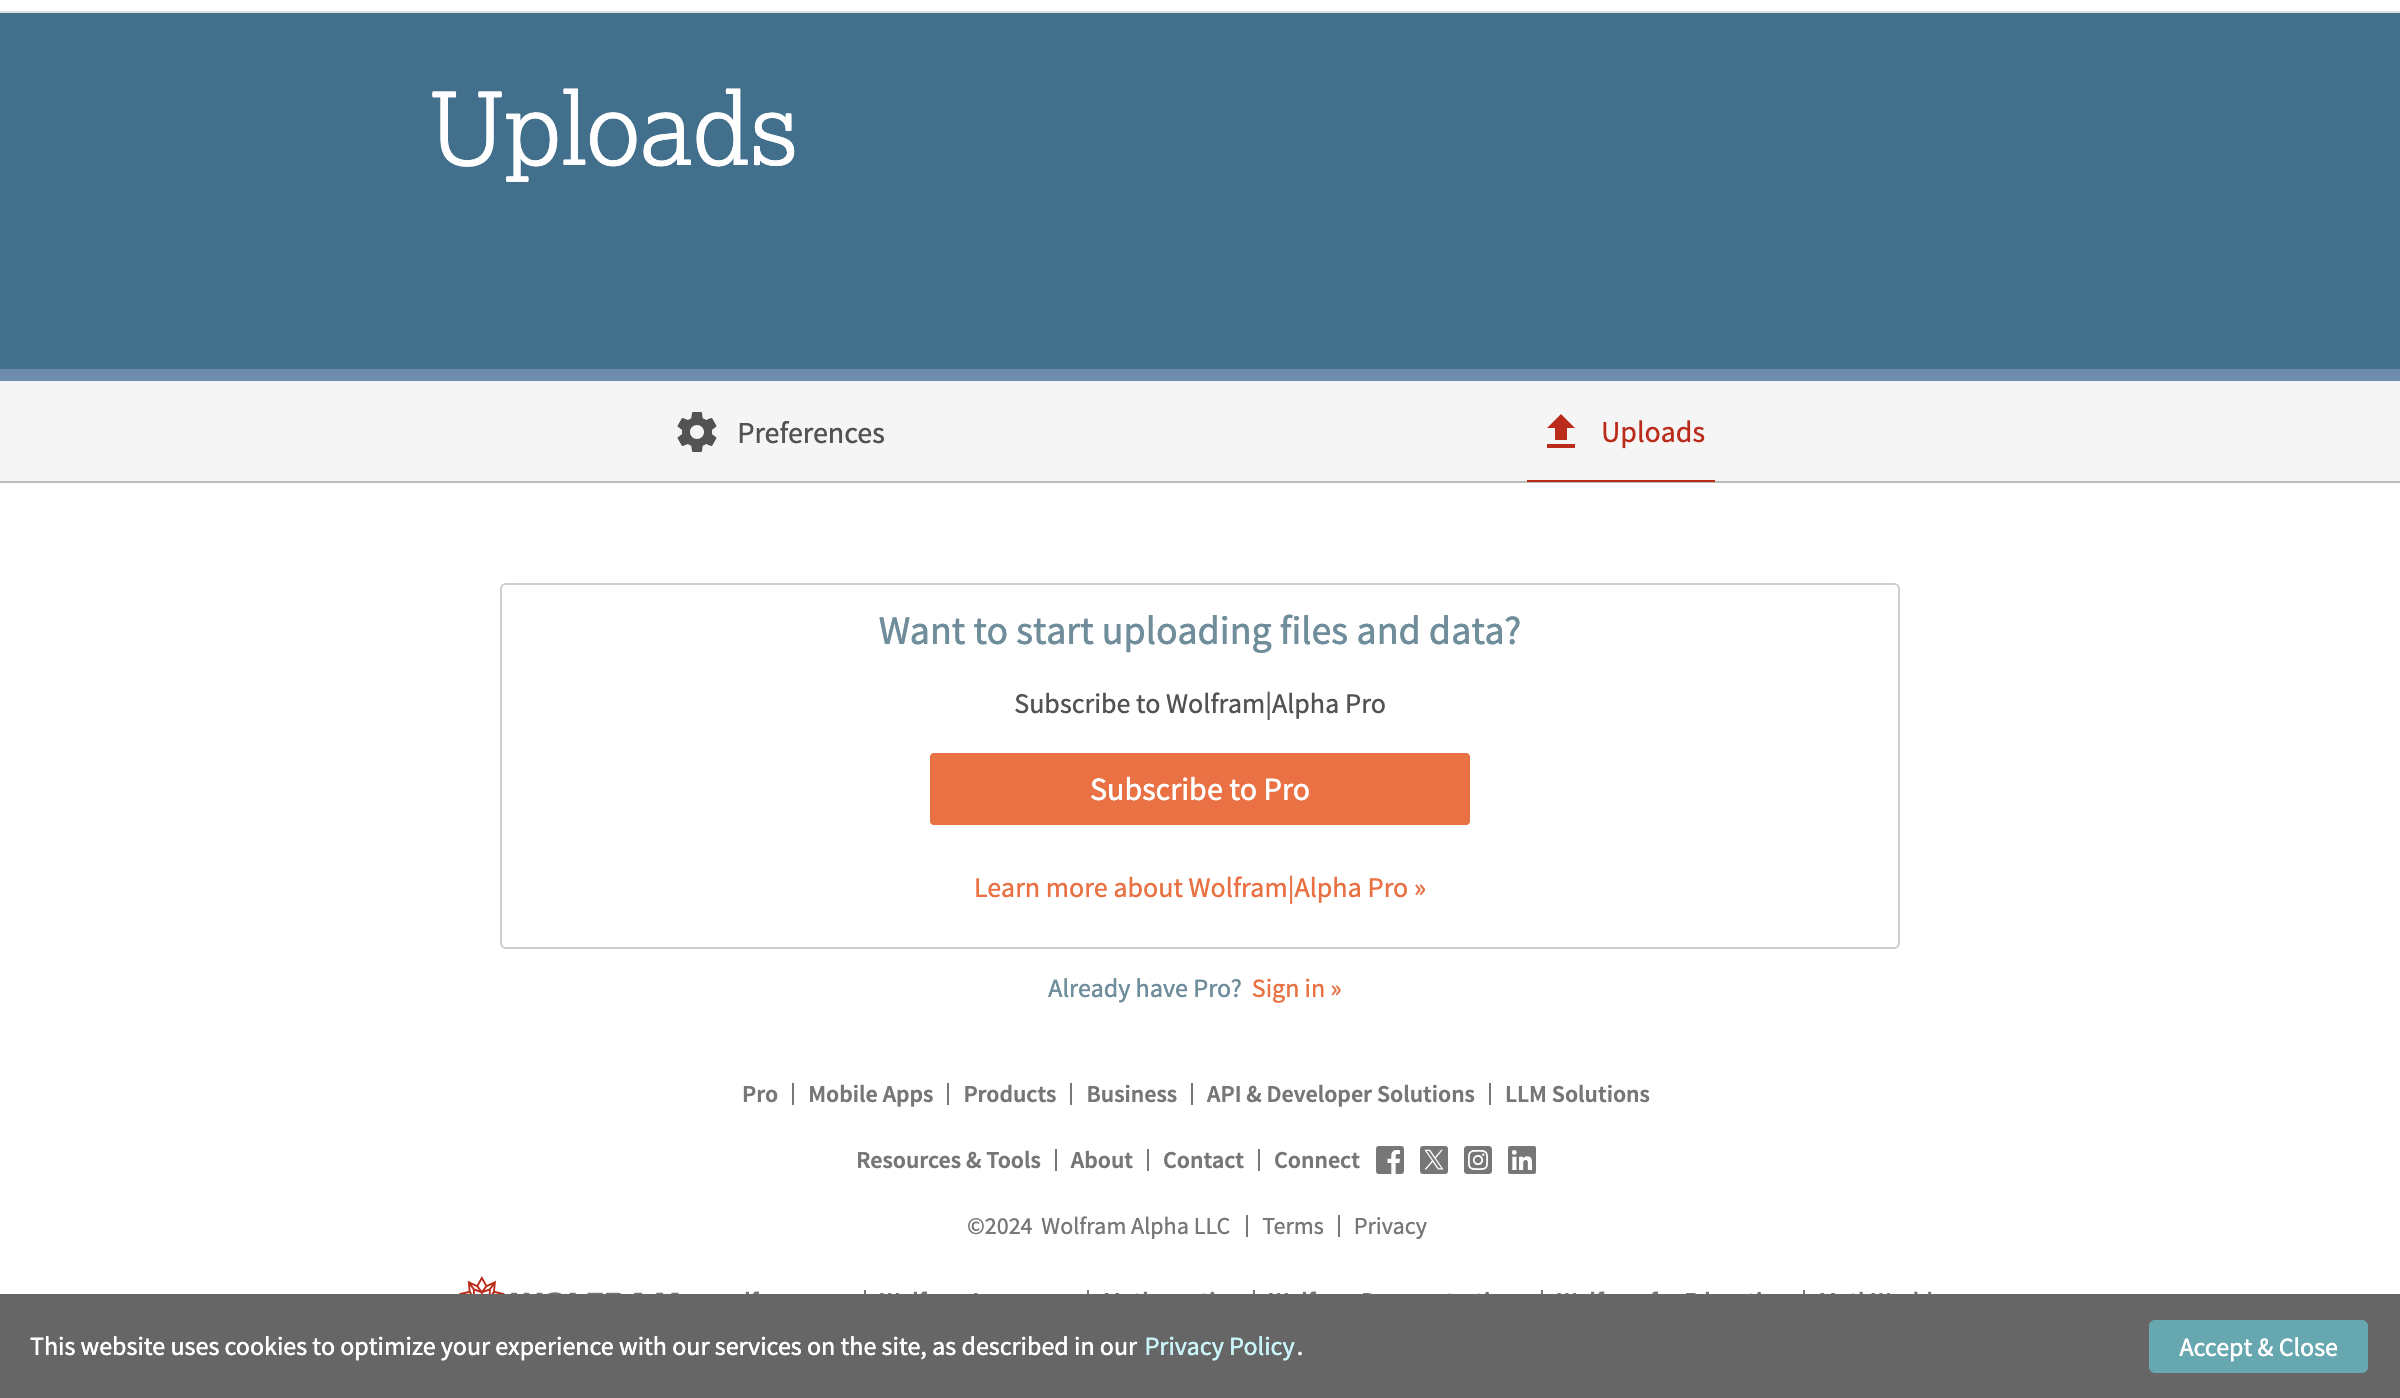 Uploads
Preferences
Uploads
Want to start uploading files and data?
Subscribe to Wolfram|Alpha Pro
Subscribe to Pro
Learn more about Wolfram|Alpha Pro »
Already have Pro? Sign in »
Pro | Mobile Apps | Products | Business | API & Developer Solutions | LLM Solutions
Resources & Tools | About | Contact | Connect
©2024 Wolfram Alpha LLC | Terms | Privacy
This website uses cookies to optimize your experience with our services on the site, as described in our Privacy Policy.
Accept & Close